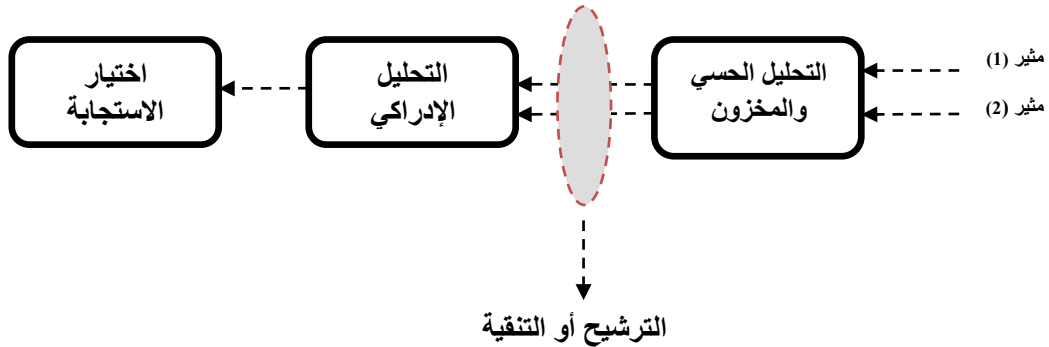 مثير (1)
مثير (2)
التحليل الحسي
والمخزون
التحليل
الإدراكي
اختيار
الاستجابة
الترشيح أو التنقية